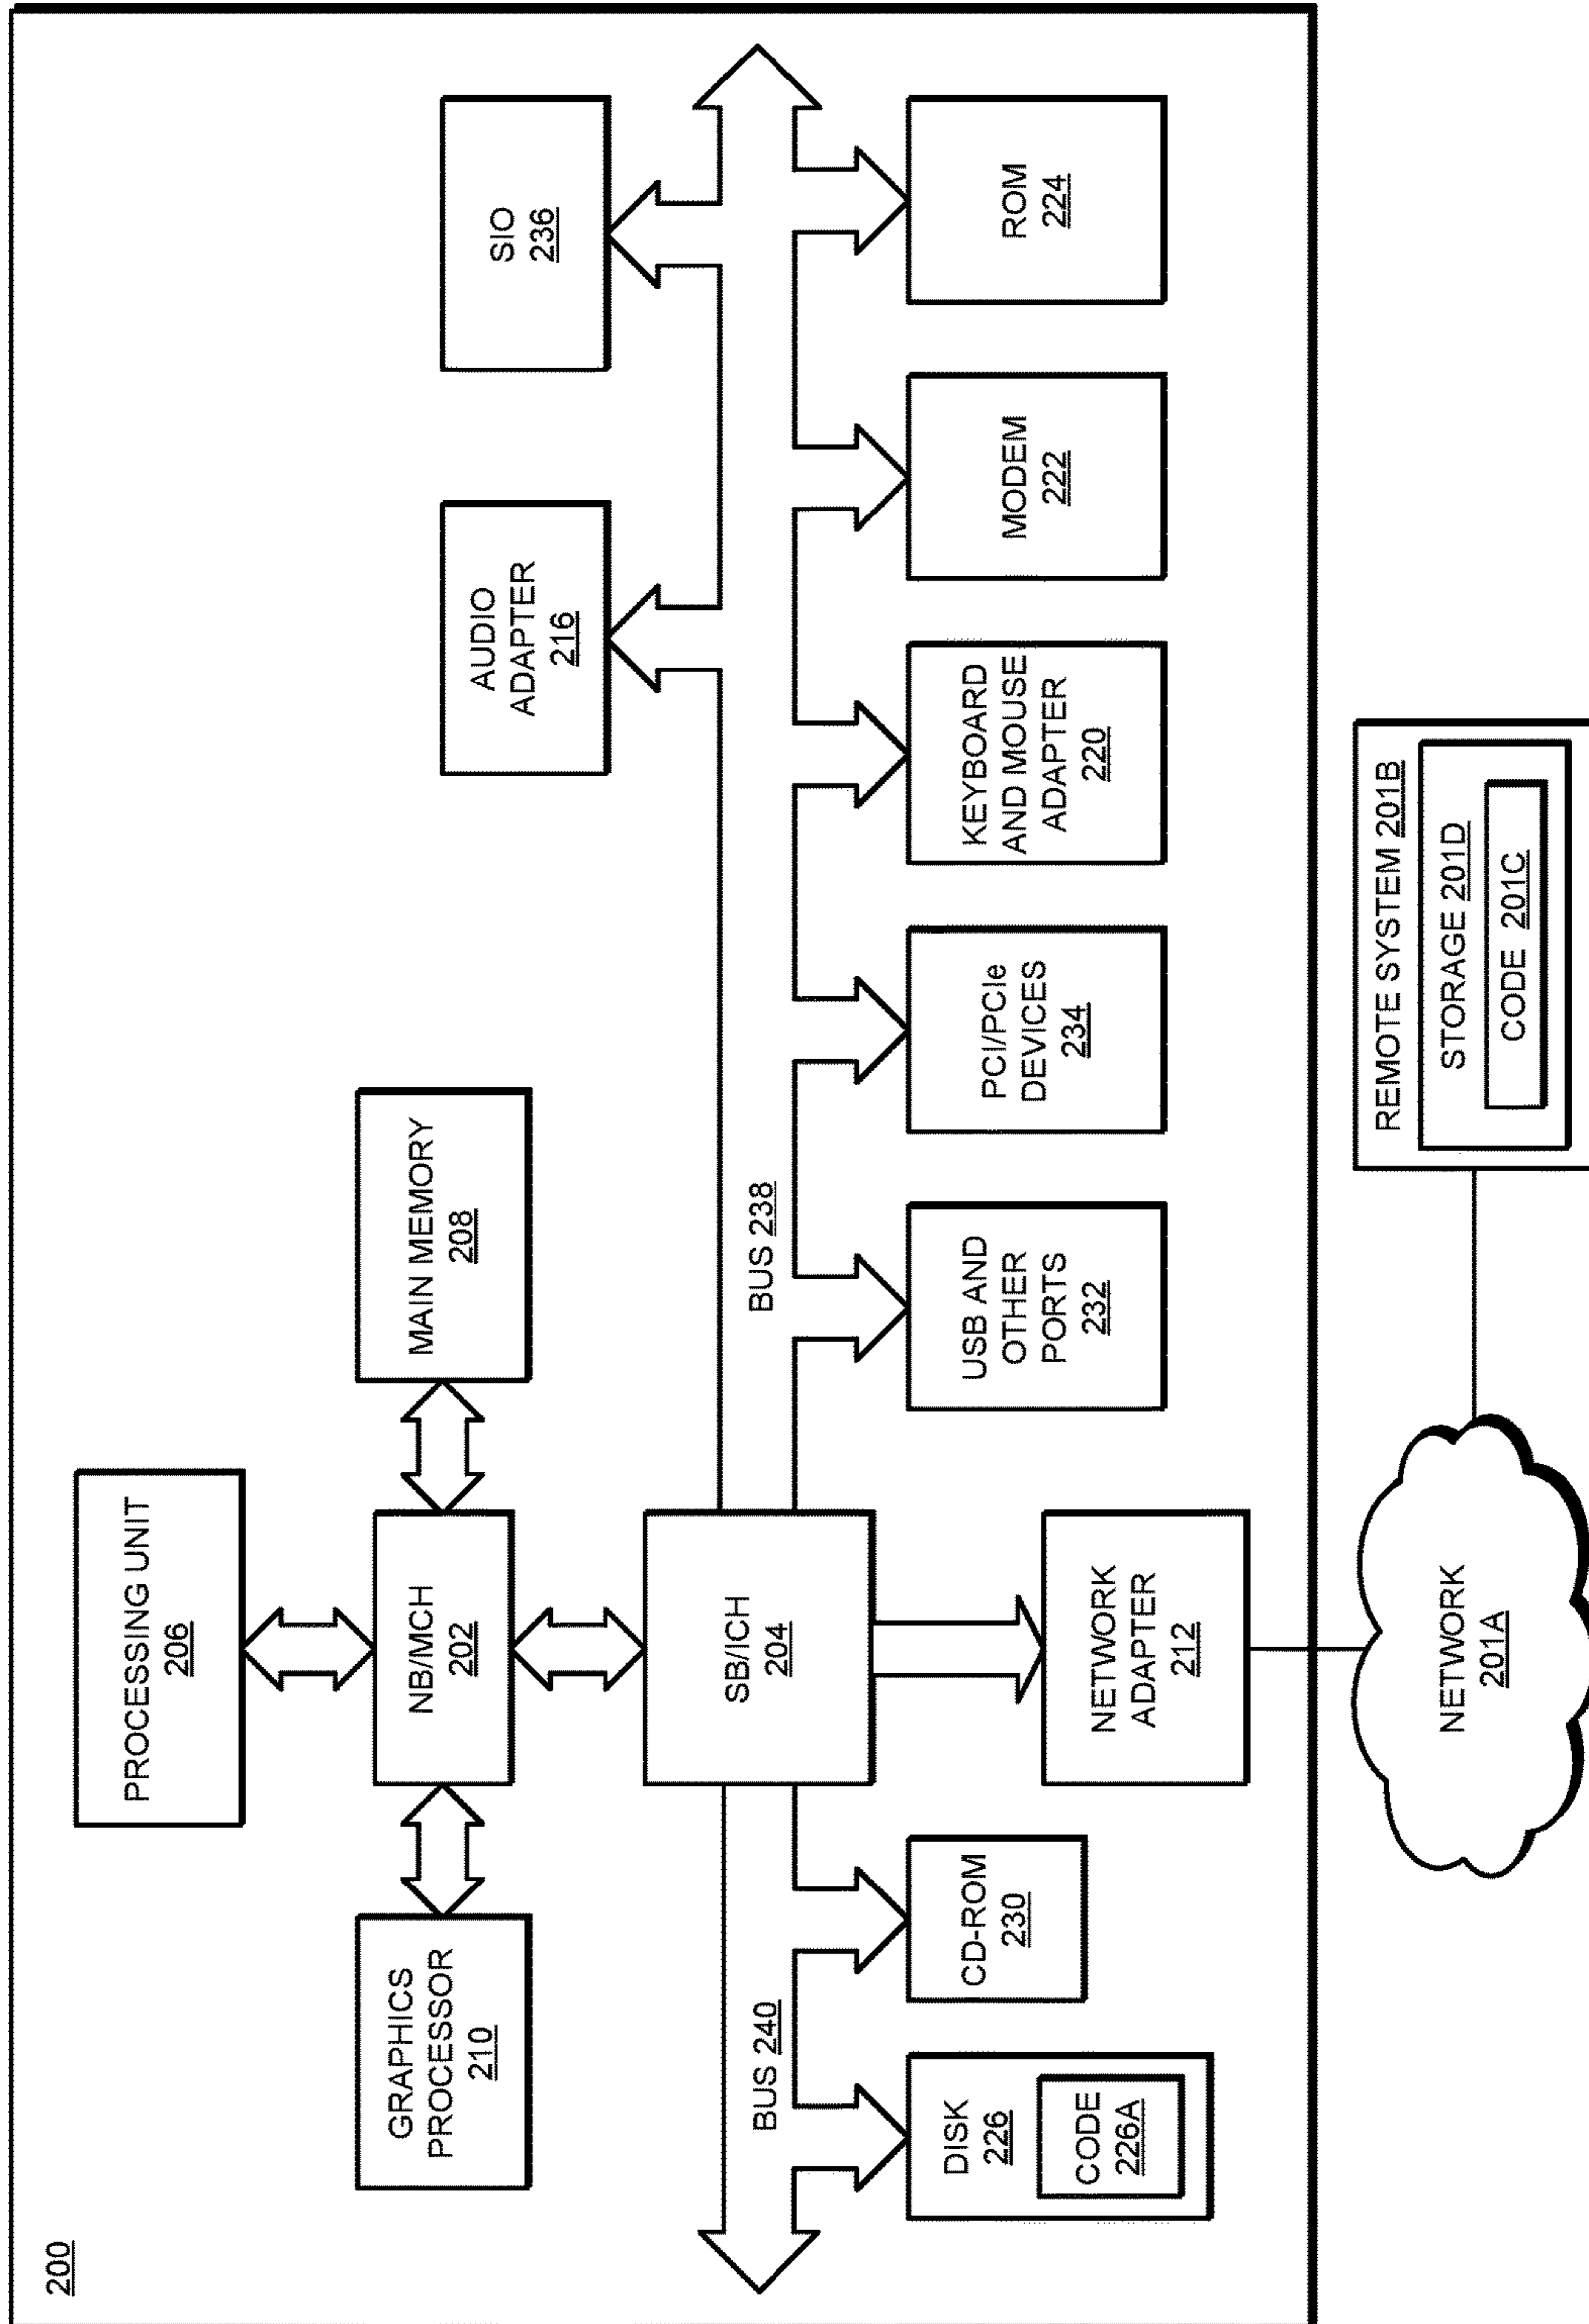 200
PROCESSING UNIT
206
GRAPHICS
PROCESSOR
210
NB/MCH
202
MAIN MEMORY
208
AUDIO
ADAPTER
216
SIO
236
SB/ICH
204
BUS 240
BUS 238
DISK
226
CODE
226A
CD-ROM
230
NETWORK
ADAPTER
212
USB AND
OTHER
PORTS
232
PCI/PCIe
DEVICES
234
KEYBOARD
AND MOUSE
ADAPTER
220
MODEM
222
ROM
224
NETWORK
201A
REMOTE SYSTEM 201B
STORAGE 201D
CODE 201C